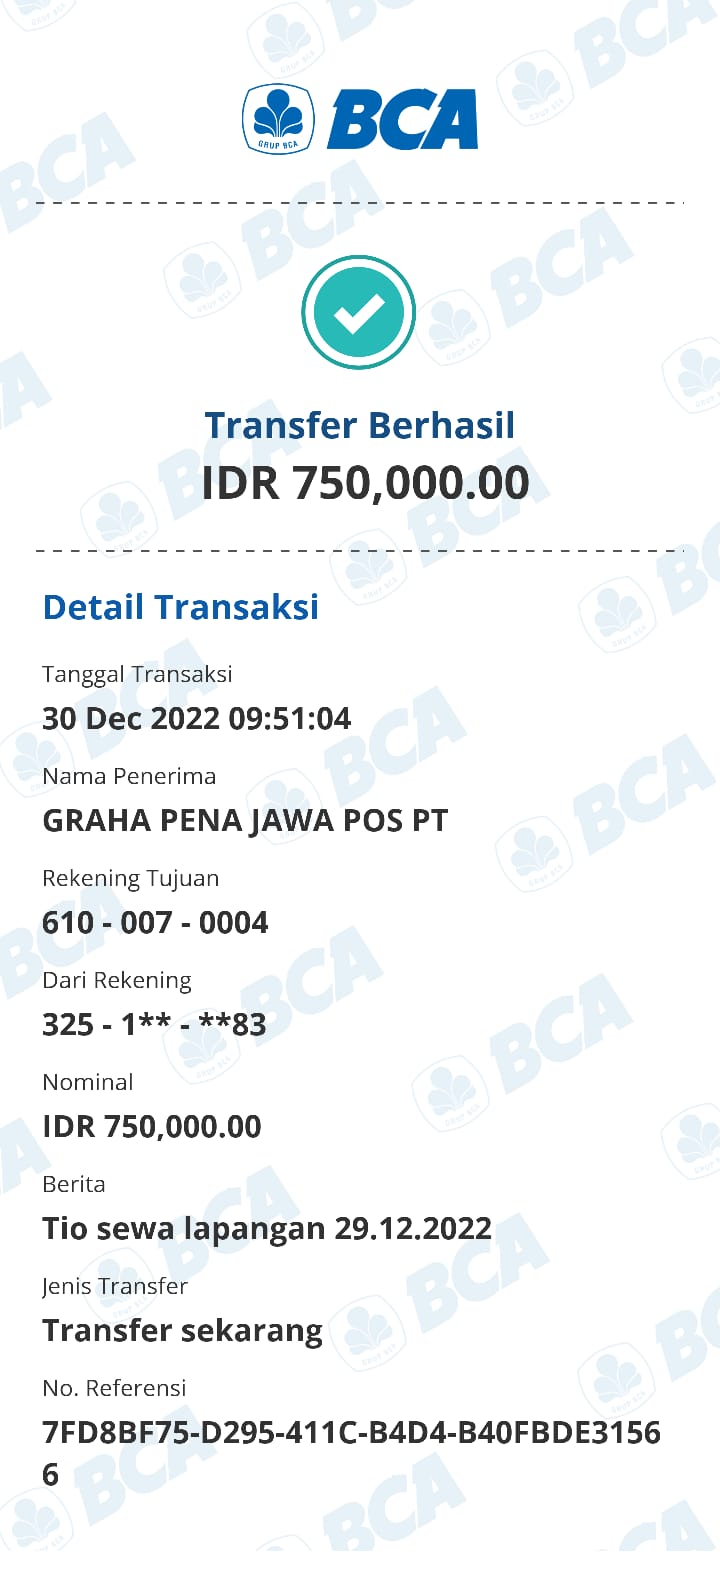 GRUP BCA
BCA
Transfer Berhasil
IDR 750,000.00
Detail Transaksi
Tanggal Transaksi
30 Dec 2022 09:51:04
Nama Penerima
GRAHA PENA JAWA POS PT
Rekening Tujuan
610 - 007 - 0004
Dari Rekening
325 - 1** - **83
Nominal
IDR 750,000.00
Berita
Tio sewa lapangan 29.12.2022
Jenis Transfer
Transfer sekarang
No. Referensi
7FD8BF75-D295-411C-B4D4-B40FBDE3156
6